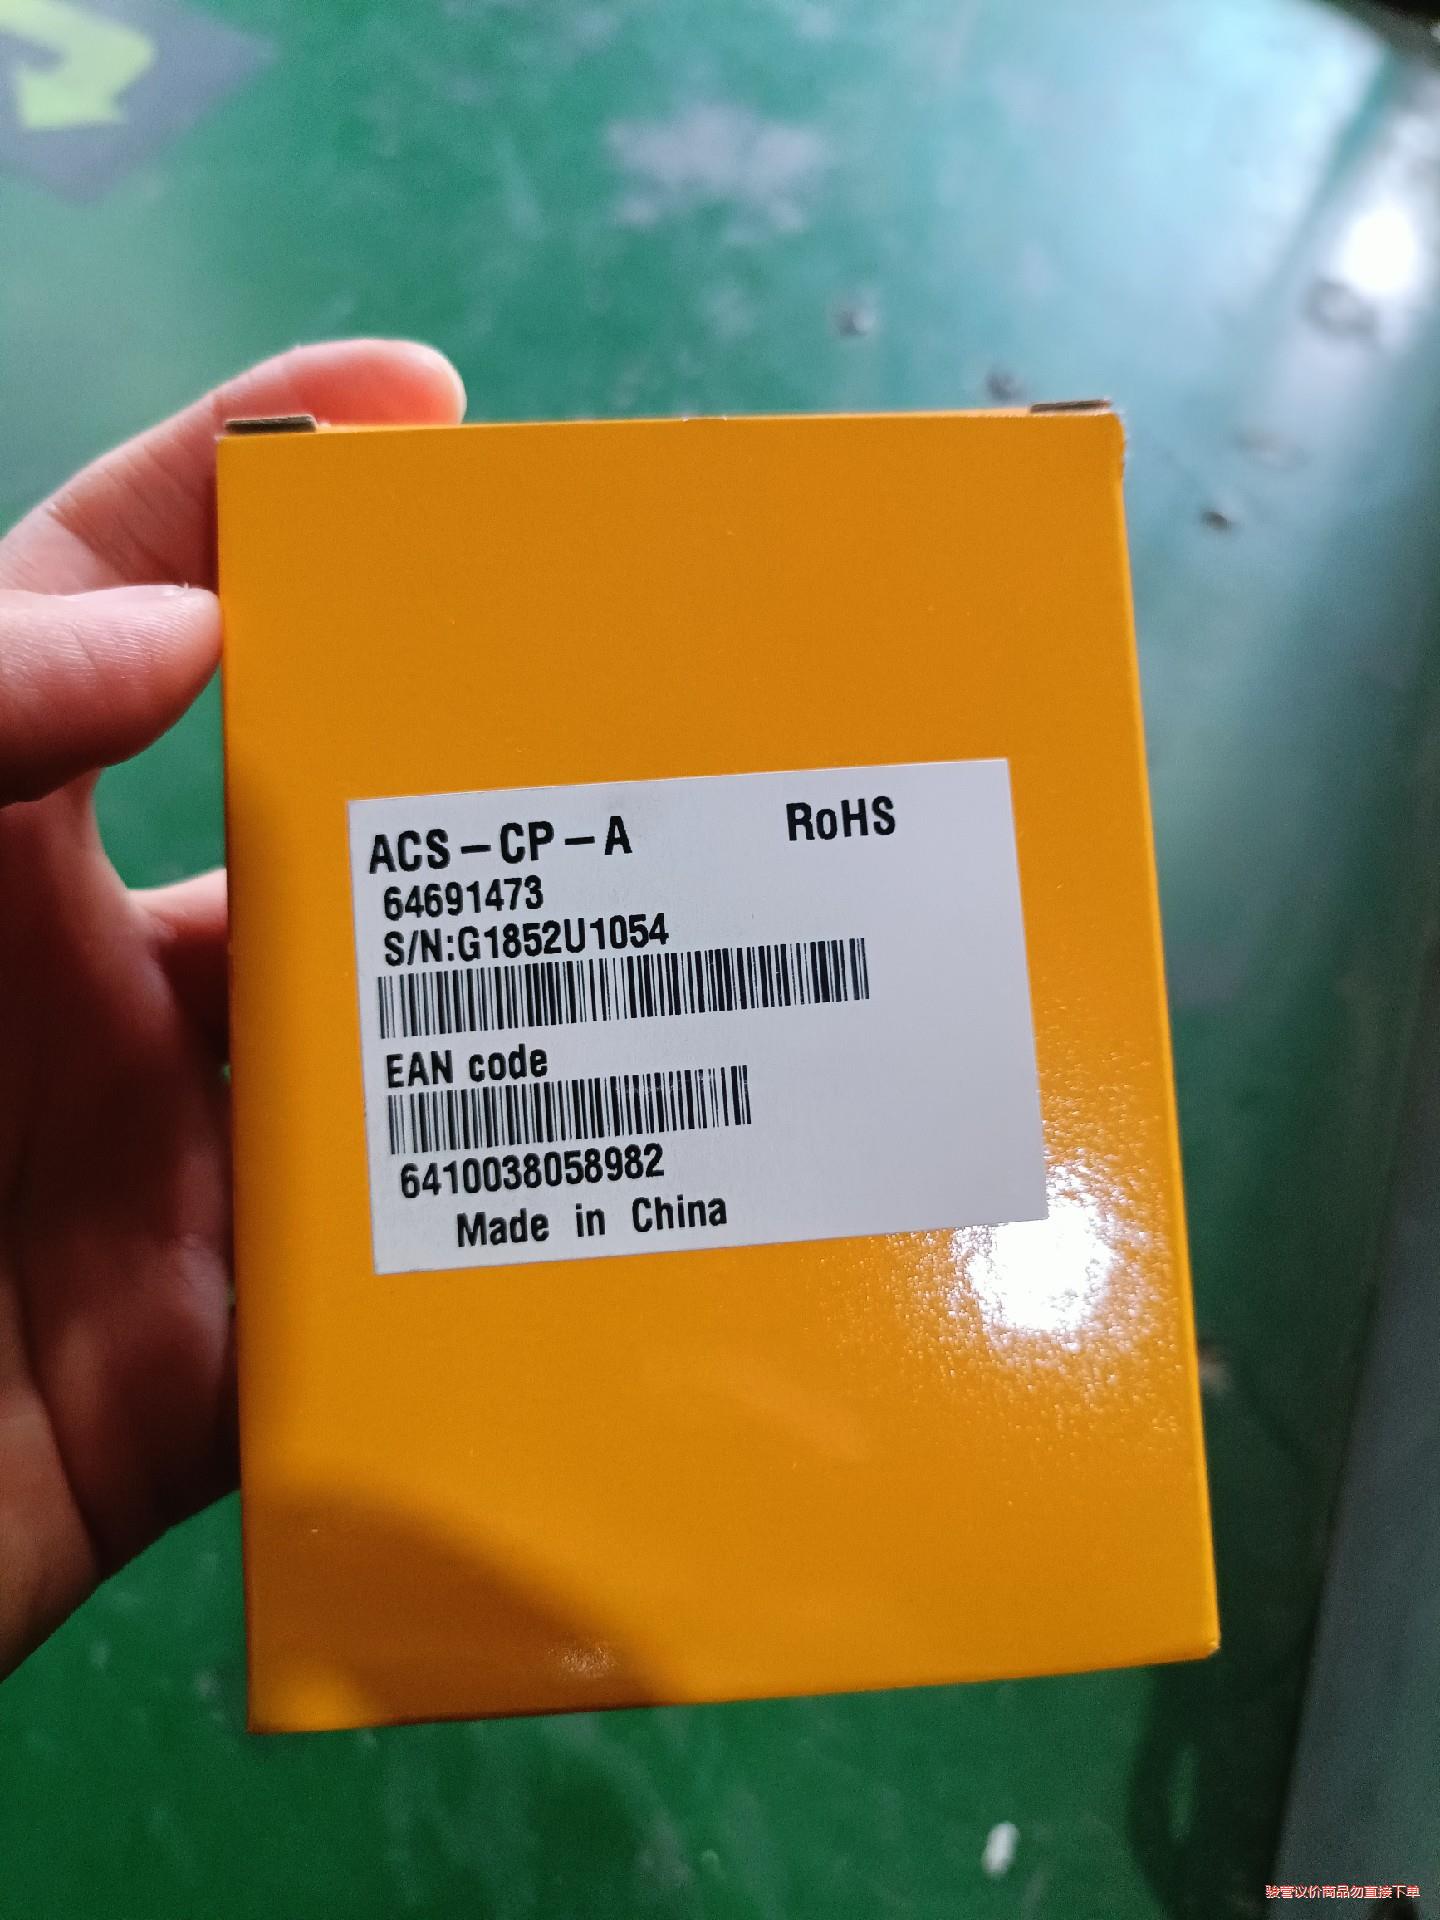 ACS-CP-A RoHS
64691473
S/N:G1852U1054
EAN code
6410038058982
Made in China
骏菅议价商品勿直接下单